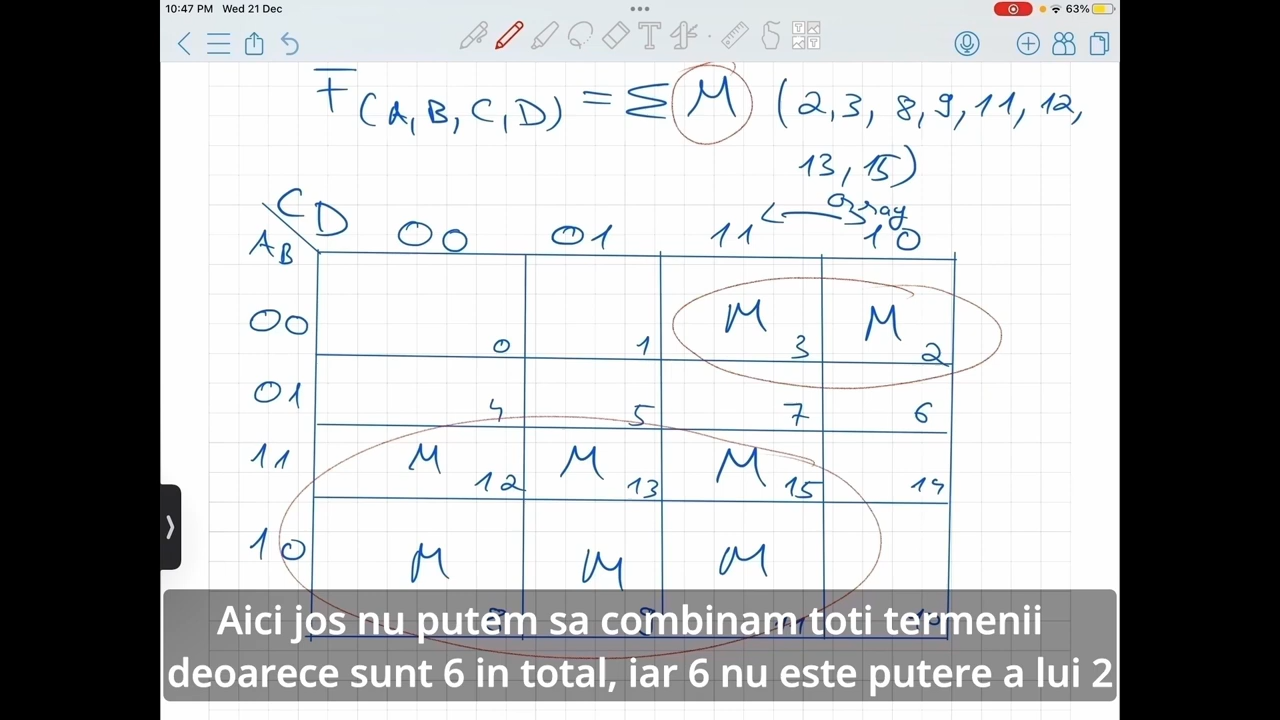 10:47 PM Wed 21 Dec
63%
F̅ (A, B, C, D) = Σ M (2, 3, 8, 9, 11, 12,
13, 15)
CD
AB
00 01 11 10
00 M 3 M 2
0 1
01 4 5 7 6
11 M 12 M 13 M 15 14
10 M M M
Aici jos nu putem sa combinam toti termenii
deoarece sunt 6 in total, iar 6 nu este putere a lui 2